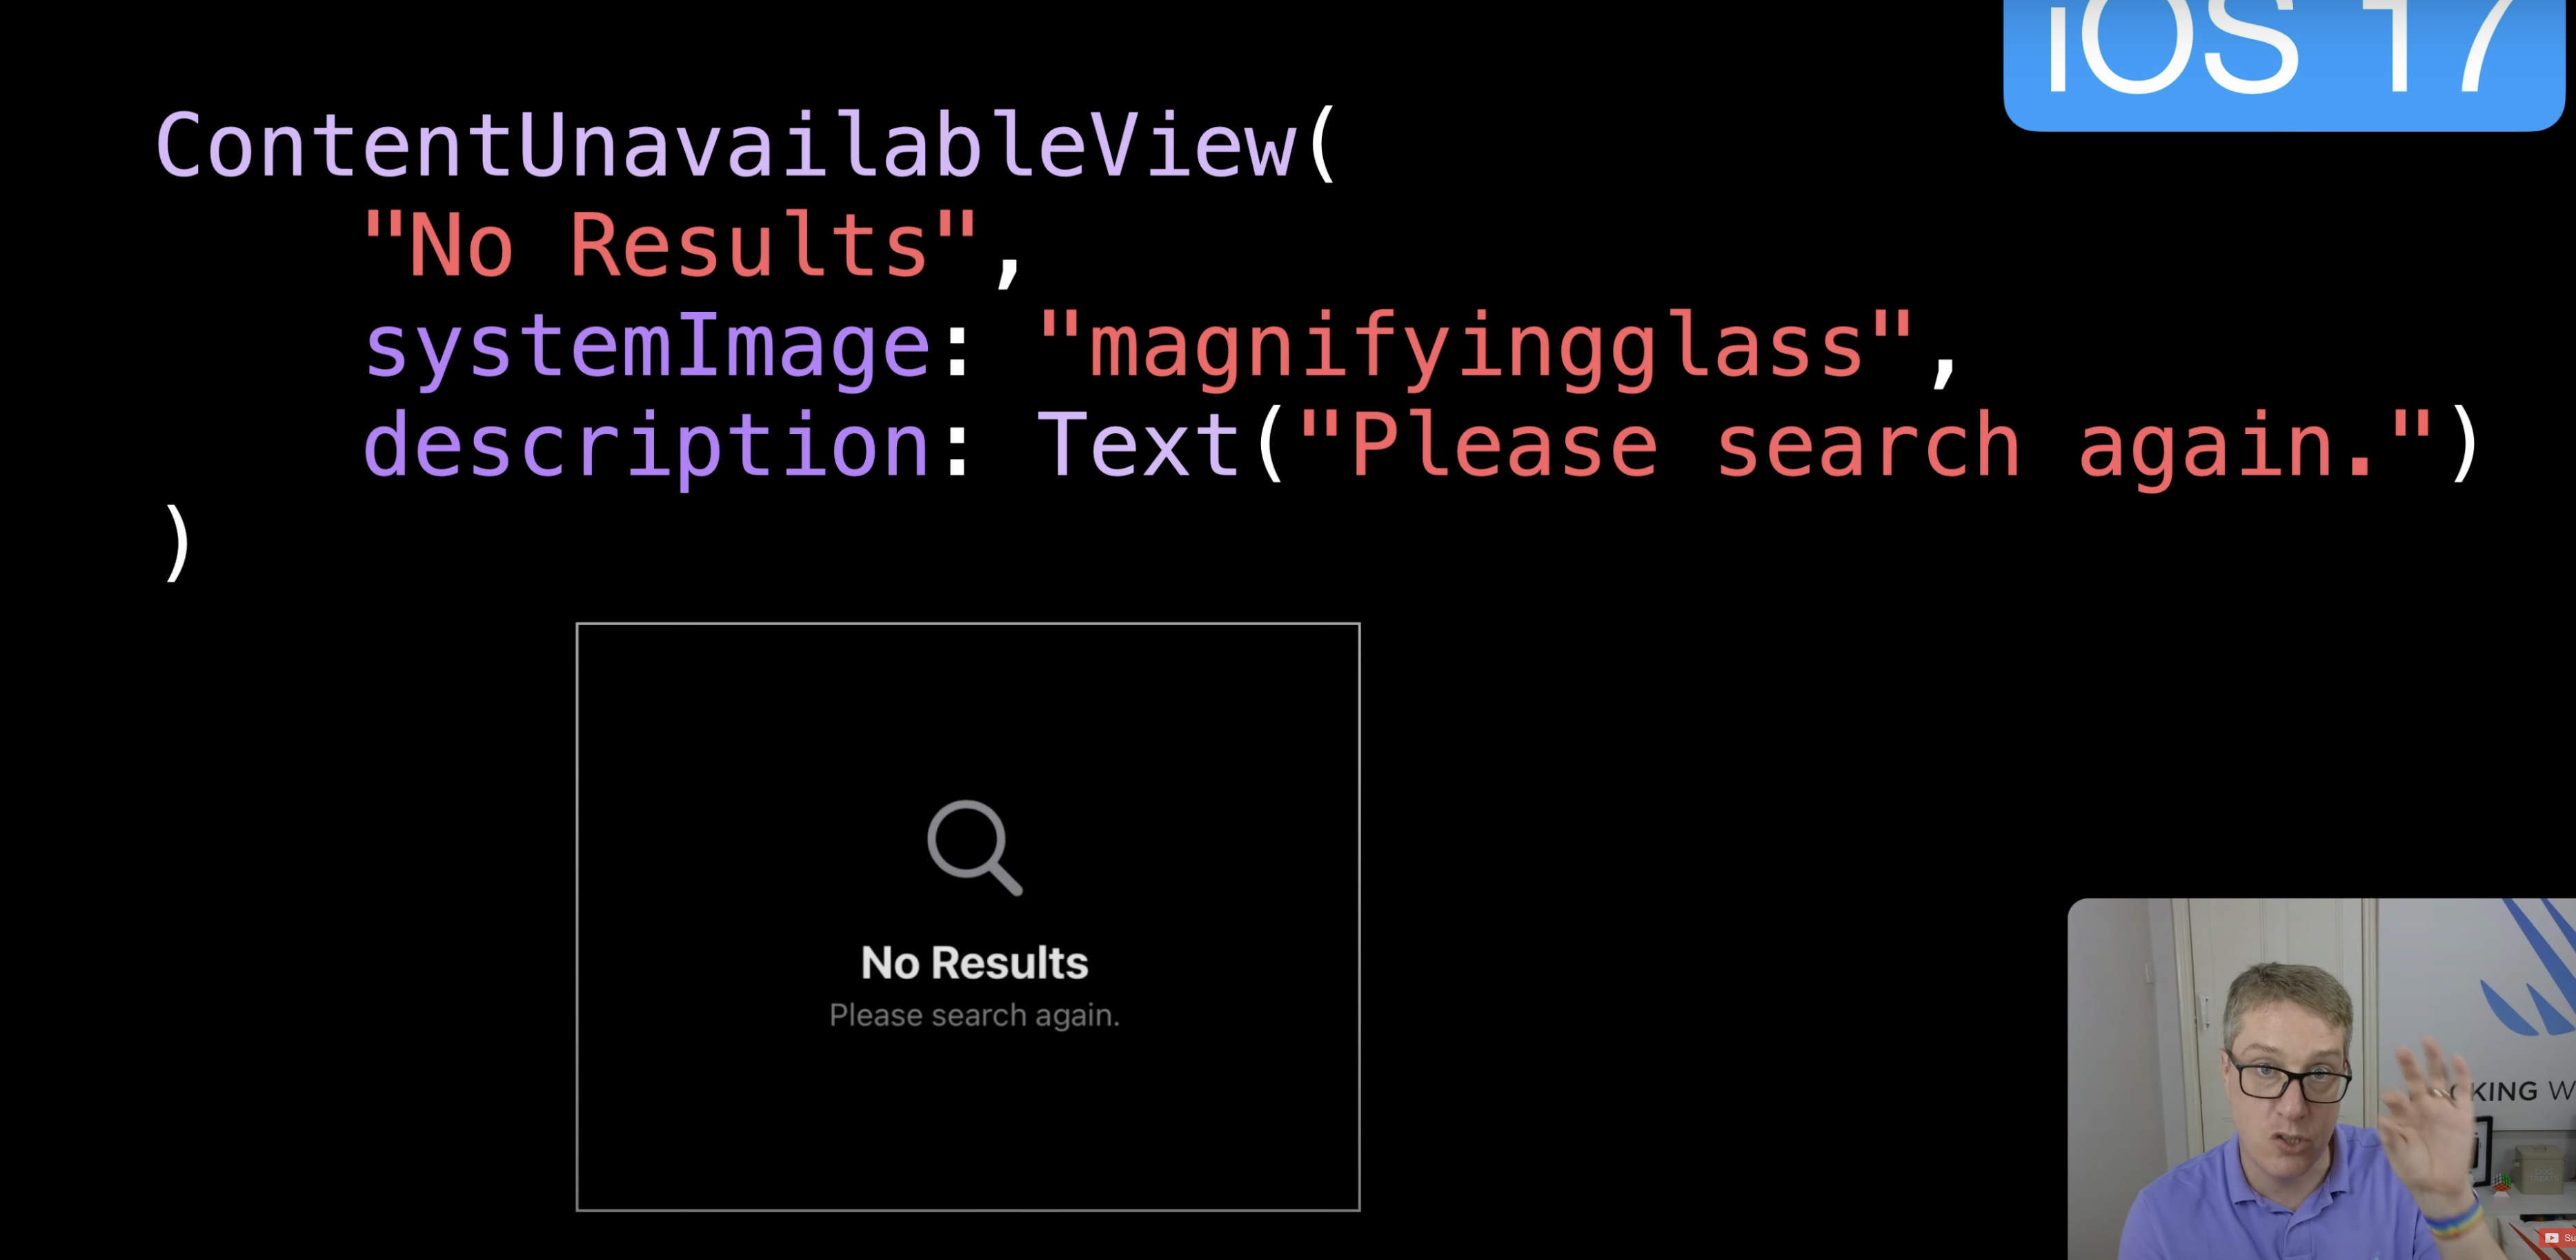 iOS 17
ContentUnavailableView(
"No Results",
systemImage: "magnifyingglass",
description: Text("Please search again.")
)
No Results
Please search again.
KING W